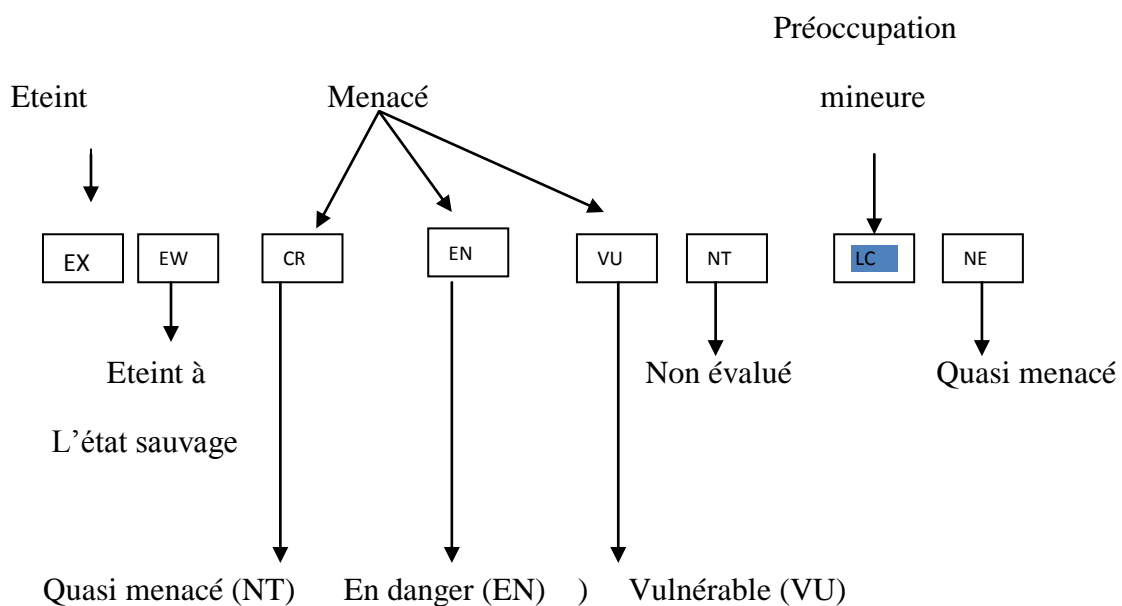 Préoccupation
Eteint Menacé mineure
EX EW CR EN VU NT LC NE
Eteint à Non évalué Quasi menacé
L’état sauvage
Quasi menacé (NT) En danger (EN) ) Vulnérable (VU)